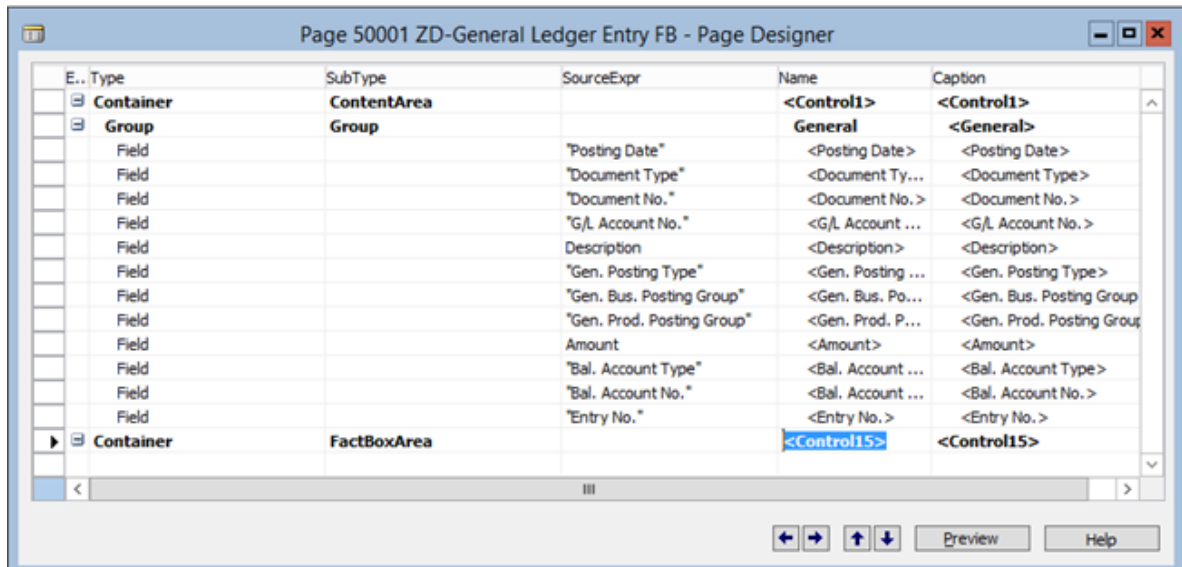 Page 50001 ZD-General Ledger Entry FB - Page Designer
E.. Type SubType SourceExpr Name Caption
Container ContentArea <Control1> <Control1>
Group Group General <General>
Field "Posting Date" <Posting Date> <Posting Date>
Field "Document Type" <Document Ty... <Document Type>
Field "Document No." <Document No.> <Document No.>
Field "G/L Account No." <G/L Account ... <G/L Account No.>
Field Description <Description> <Description>
Field "Gen. Posting Type" <Gen. Posting ... <Gen. Posting Type>
Field "Gen. Bus. Posting Group" <Gen. Bus. Po... <Gen. Bus. Posting Group
Field "Gen. Prod. Posting Group" <Gen. Prod. P... <Gen. Prod. Posting Group
Field Amount <Amount> <Amount>
Field "Bal. Account Type" <Bal. Account ... <Bal. Account Type>
Field "Bal. Account No." <Bal. Account ... <Bal. Account No.>
Field "Entry No." <Entry No.> <Entry No.>
Container FactBoxArea <Control15> <Control15>
Preview Help